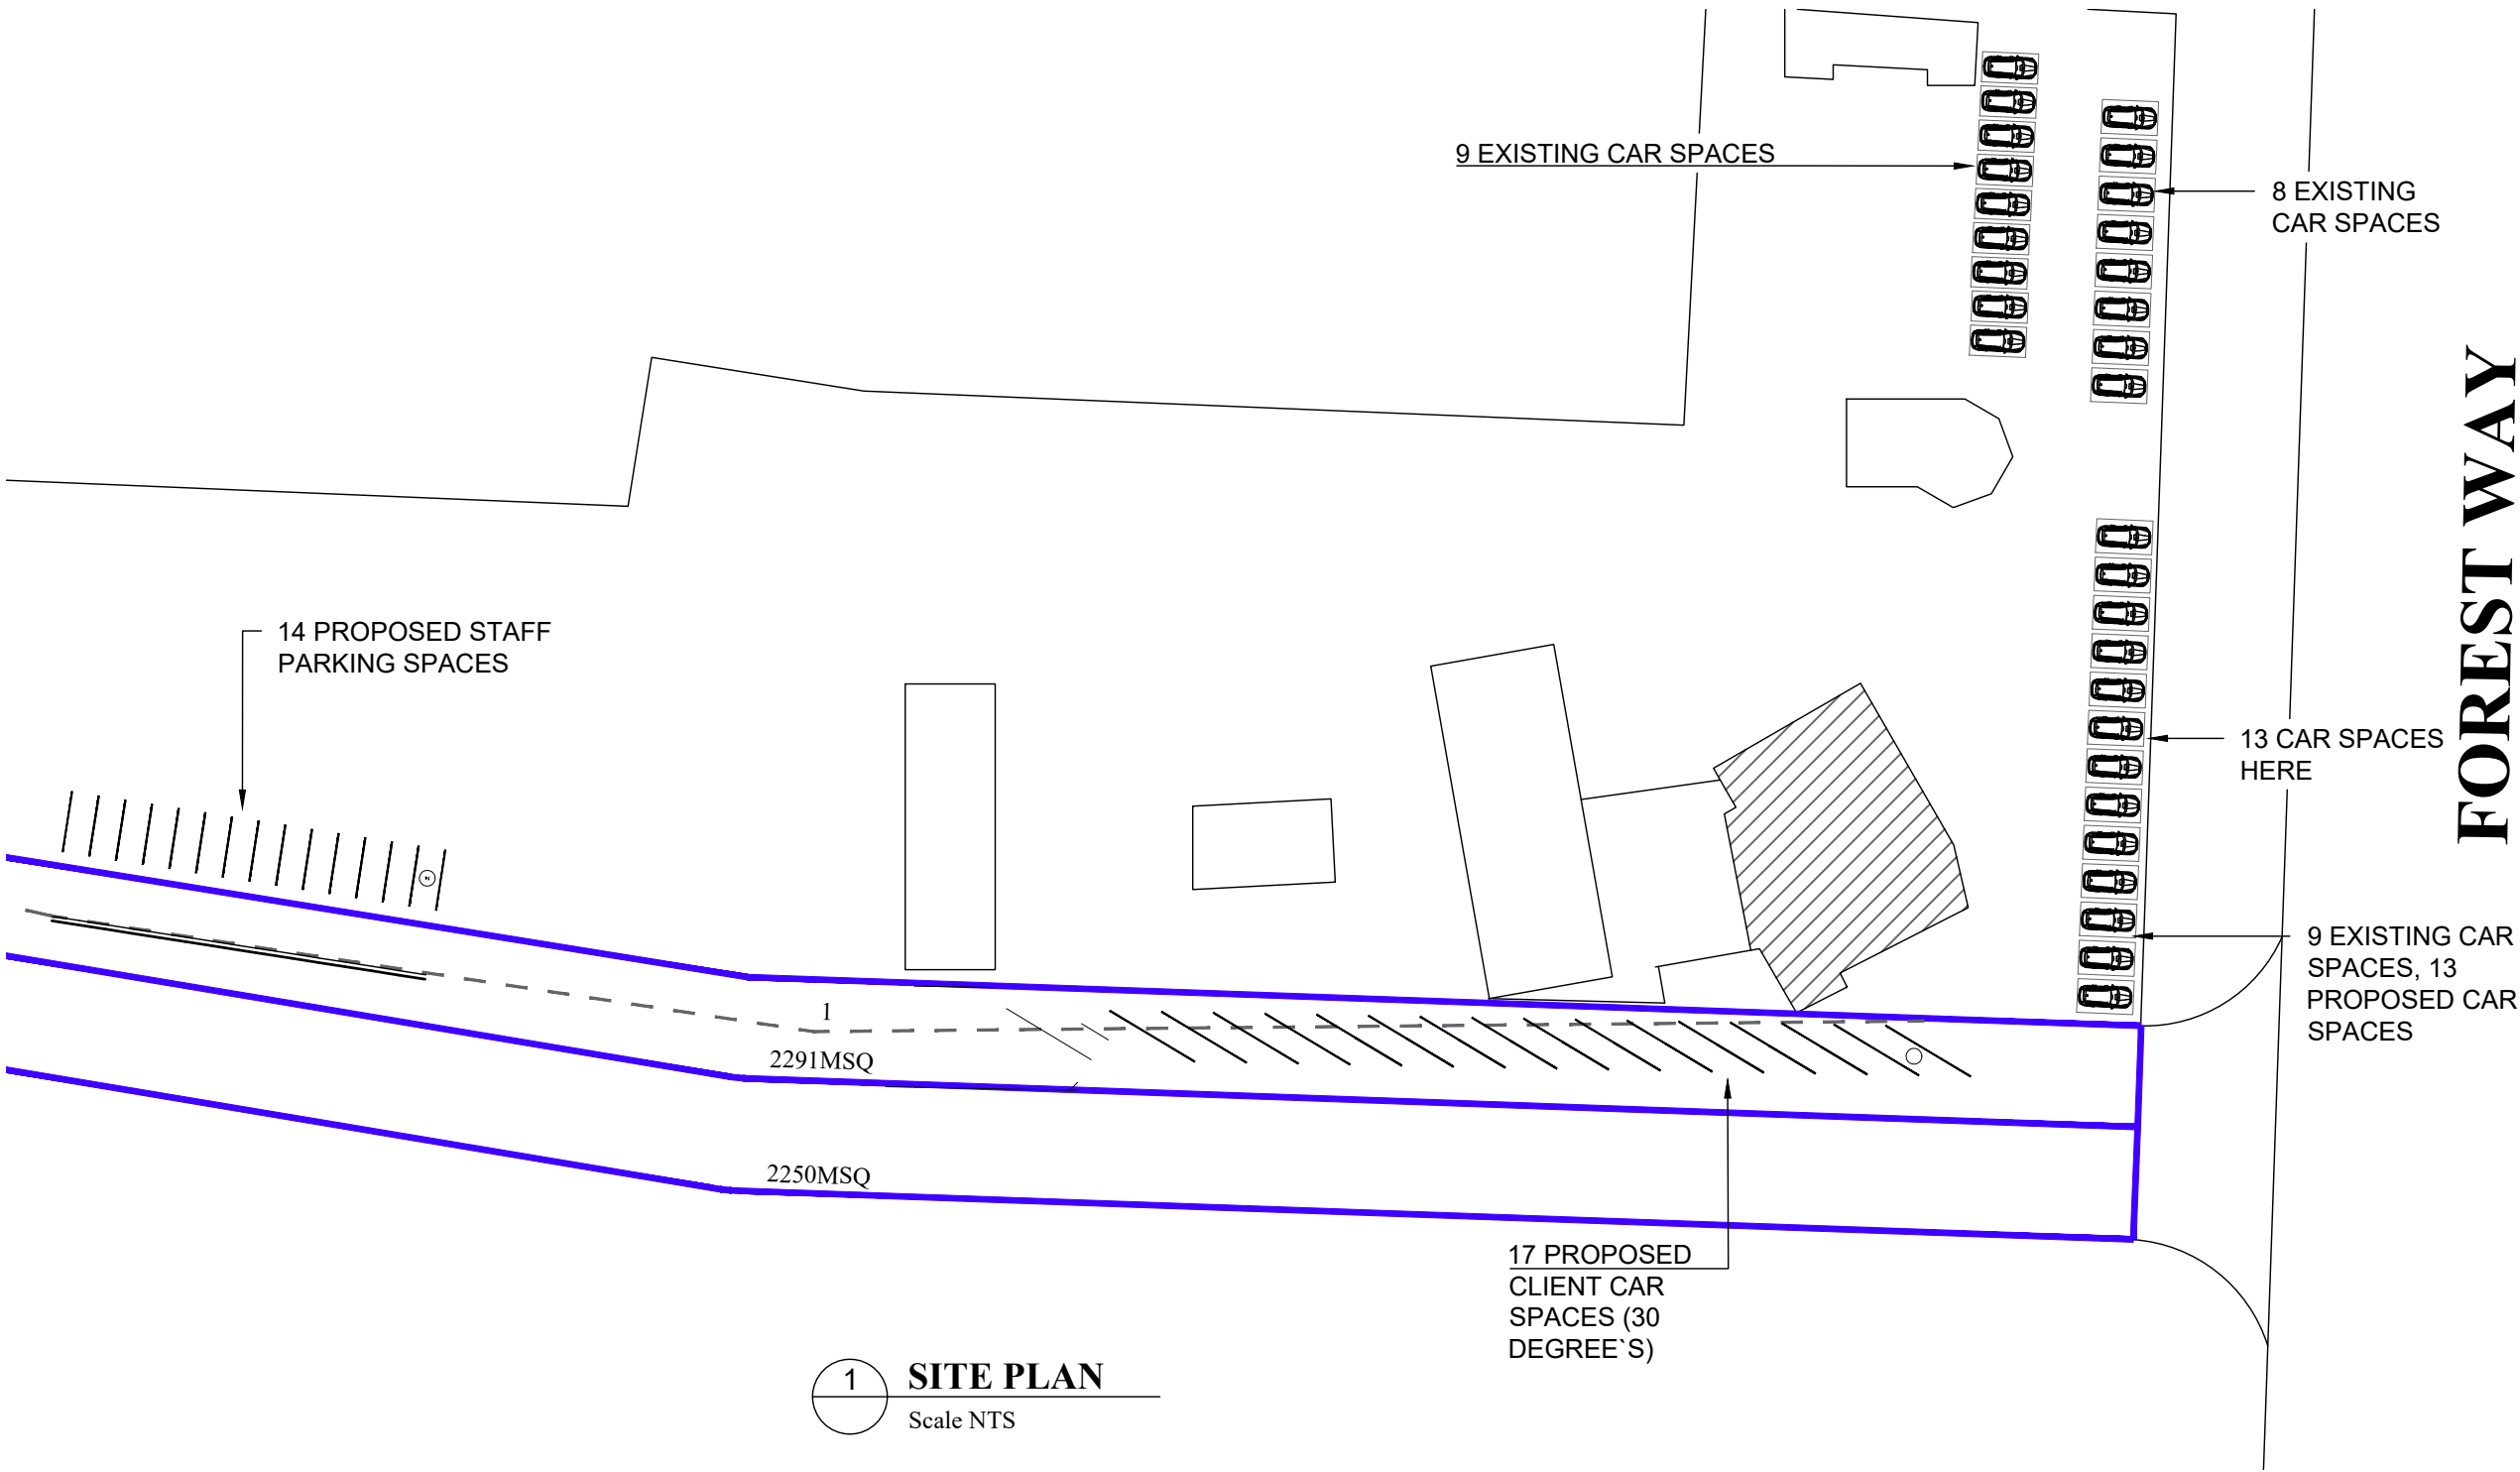 9 EXISTING CAR SPACES
8 EXISTING
CAR SPACES
FOREST WAY
14 PROPOSED STAFF
PARKING SPACES
13 CAR SPACES
HERE
9 EXISTING CAR
SPACES, 13
PROPOSED CAR
SPACES
1
2291MSQ
2250MSQ
17 PROPOSED
CLIENT CAR
SPACES (30
DEGREE`S)
1
SITE PLAN
Scale NTS